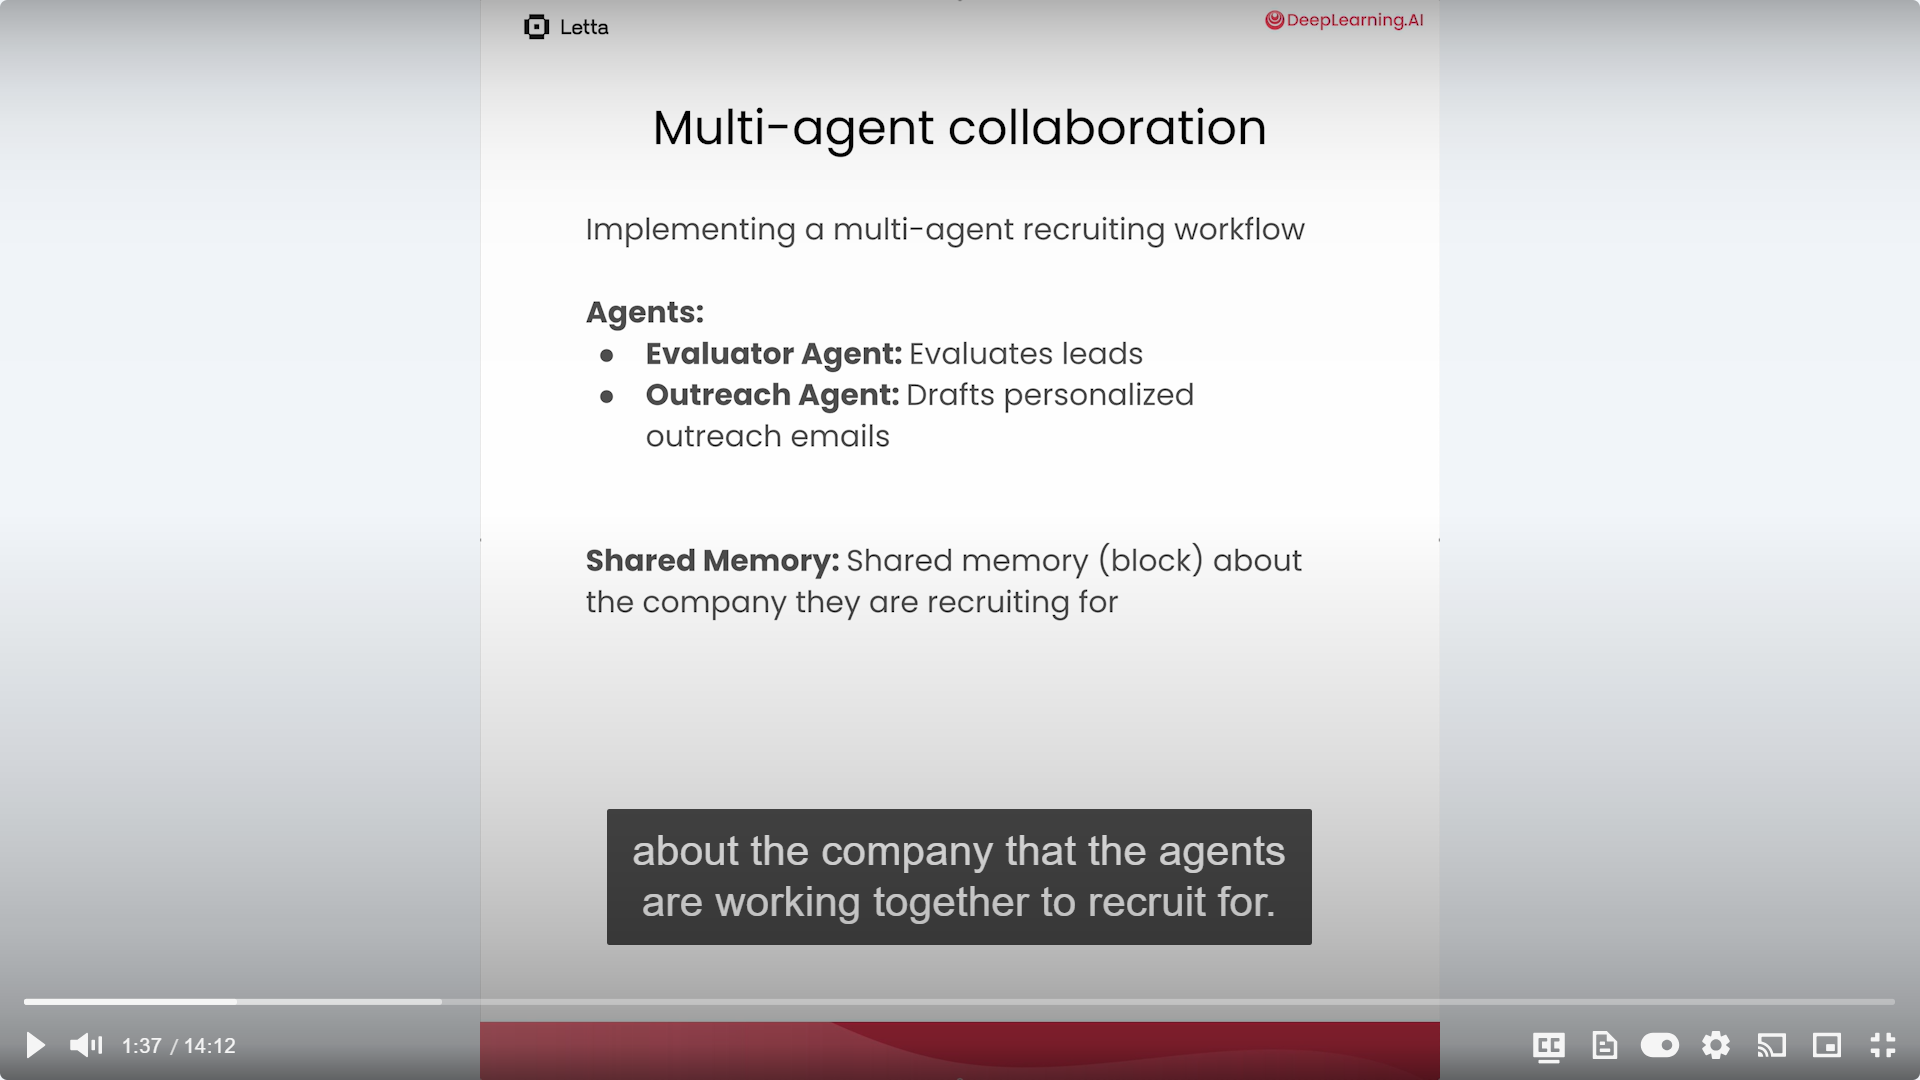 Letta
DeepLearning.AI
Multi-agent collaboration
Implementing a multi-agent recruiting workflow
Agents:
● Evaluator Agent: Evaluates leads
● Outreach Agent: Drafts personalized
outreach emails
Shared Memory: Shared memory (block) about
the company they are recruiting for
about the company that the agents
are working together to recruit for.
1:37 / 14:12
CC